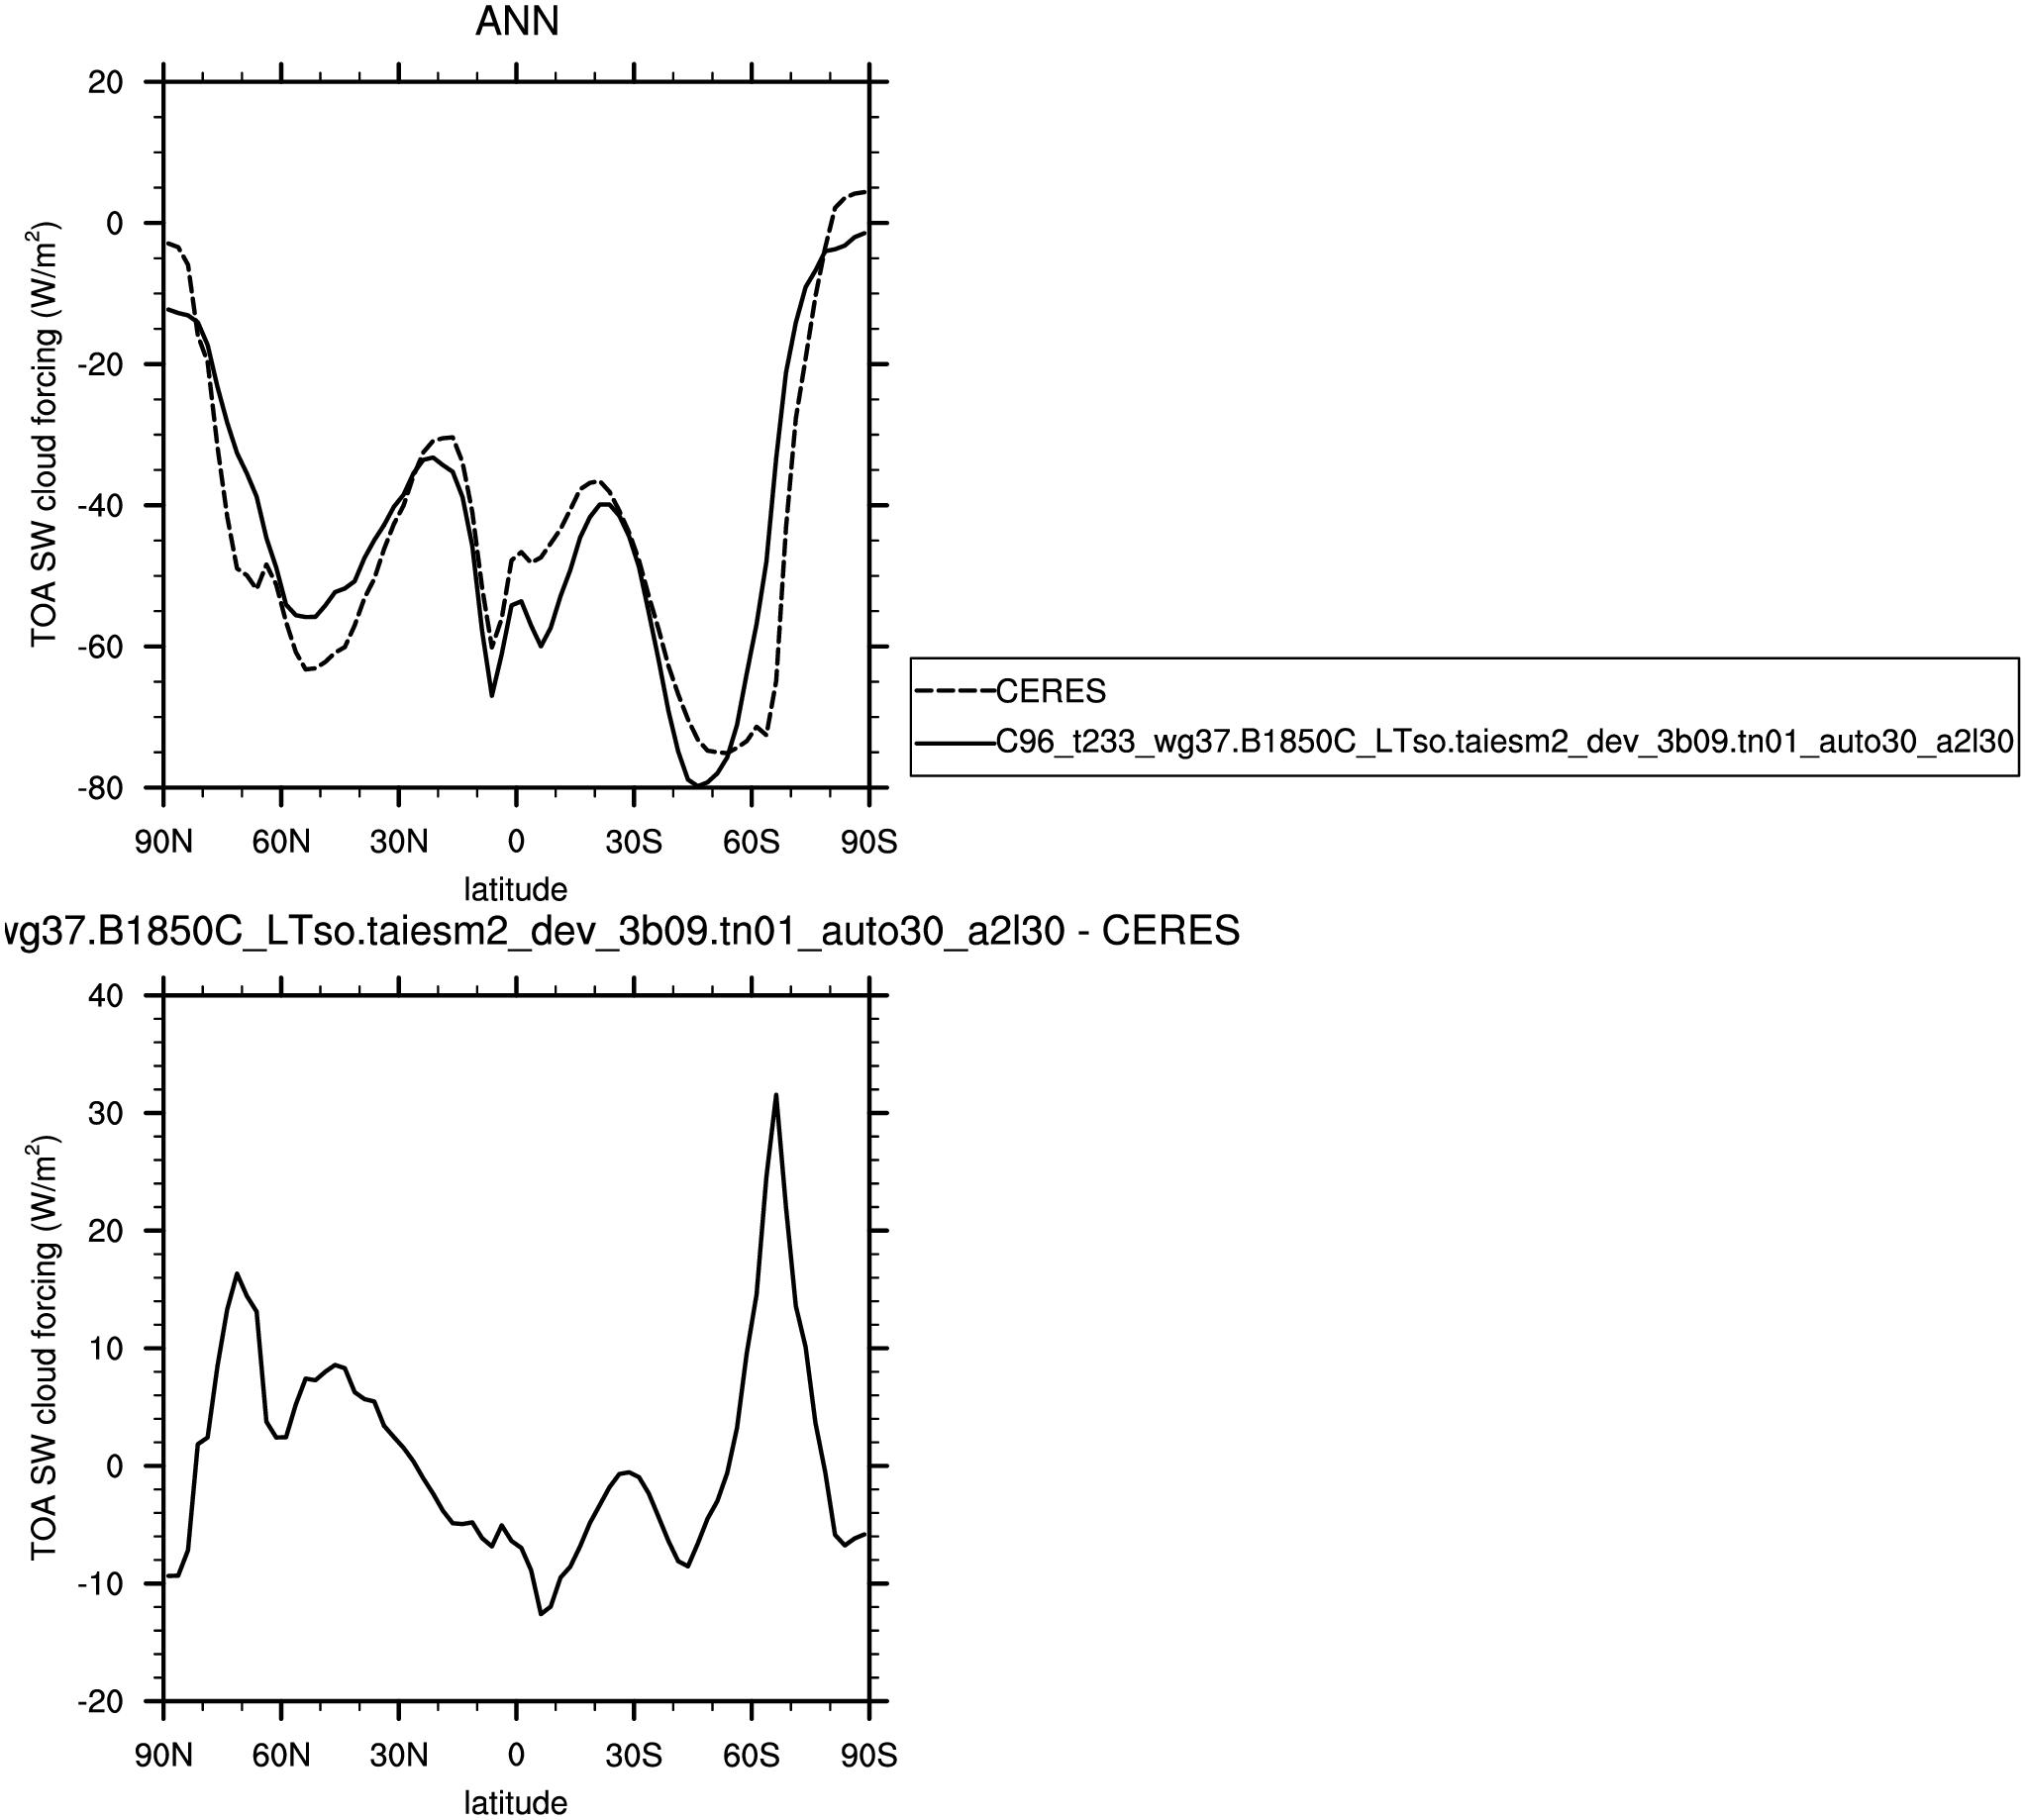 ANN
20
0
-20
-40
-60
-80
TOA SW cloud forcing (W/m²)
90N 60N 30N 0 30S 60S 90S
latitude
CERES
C96_t233_wg37.B1850C_LTso.taiesm2_dev_3b09.tn01_auto30_a2l30
wg37.B1850C_LTso.taiesm2_dev_3b09.tn01_auto30_a2l30 - CERES
40
30
20
10
0
-10
-20
TOA SW cloud forcing (W/m²)
90N 60N 30N 0 30S 60S 90S
latitude